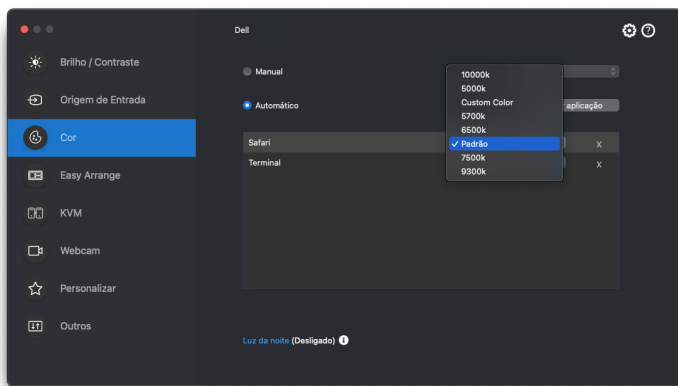 Dell
Brilho / Contraste
Origem de Entrada
Cor
Easy Arrange
KVM
Webcam
Personalizar
Outros
Manual
Automático
aplicação
Safari
X
Terminal
X
10000k
5000k
Custom Color
5700k
6500k
Padrão
7500k
9300k
Luz da noite (Desligado)